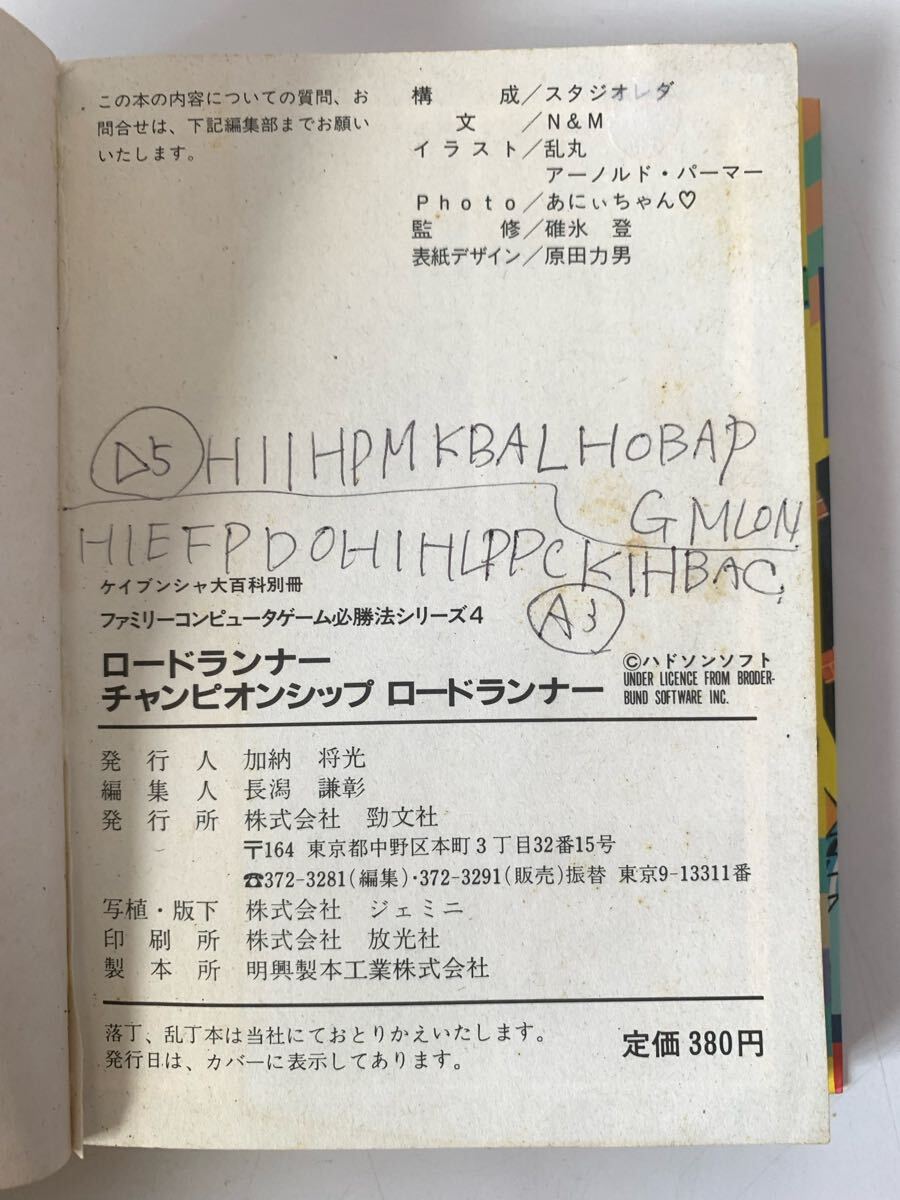 この本の内容についての質問、お
問合せは、下記編集部までお願い
いたします。
構成／スタジオレダ
文／N&M
イラスト／乱丸
アーノルド・パーマー
Photo／あにぃちゃん♡
監修／碓氷 登
表紙デザイン／原田力男
D5 HIIHPMKBALHOBAP
GMLON
HIEFPDOHIHLPPCKIHBAC
A3
ケイブンシャ大百科別冊
ファミリーコンピュータゲーム必勝法シリーズ4
ロードランナー
チャンピオンシップ ロードランナー
©ハドソンソフト
UNDER LICENCE FROM BRODER-
BUND SOFTWARE INC.
発行人 加納 将光
編集人 長潟 謙彰
発行所 株式会社 勁文社
〒164 東京都中野区本町3丁目32番15号
☎372-3281(編集)・372-3291(販売)振替 東京9-13311番
写植・版下 株式会社 ジェミニ
印刷所 株式会社 放光社
製本所 明興製本工業株式会社
落丁、乱丁本は当社にておとりかえいたします。
発行日は、カバーに表示してあります。
定価 380円